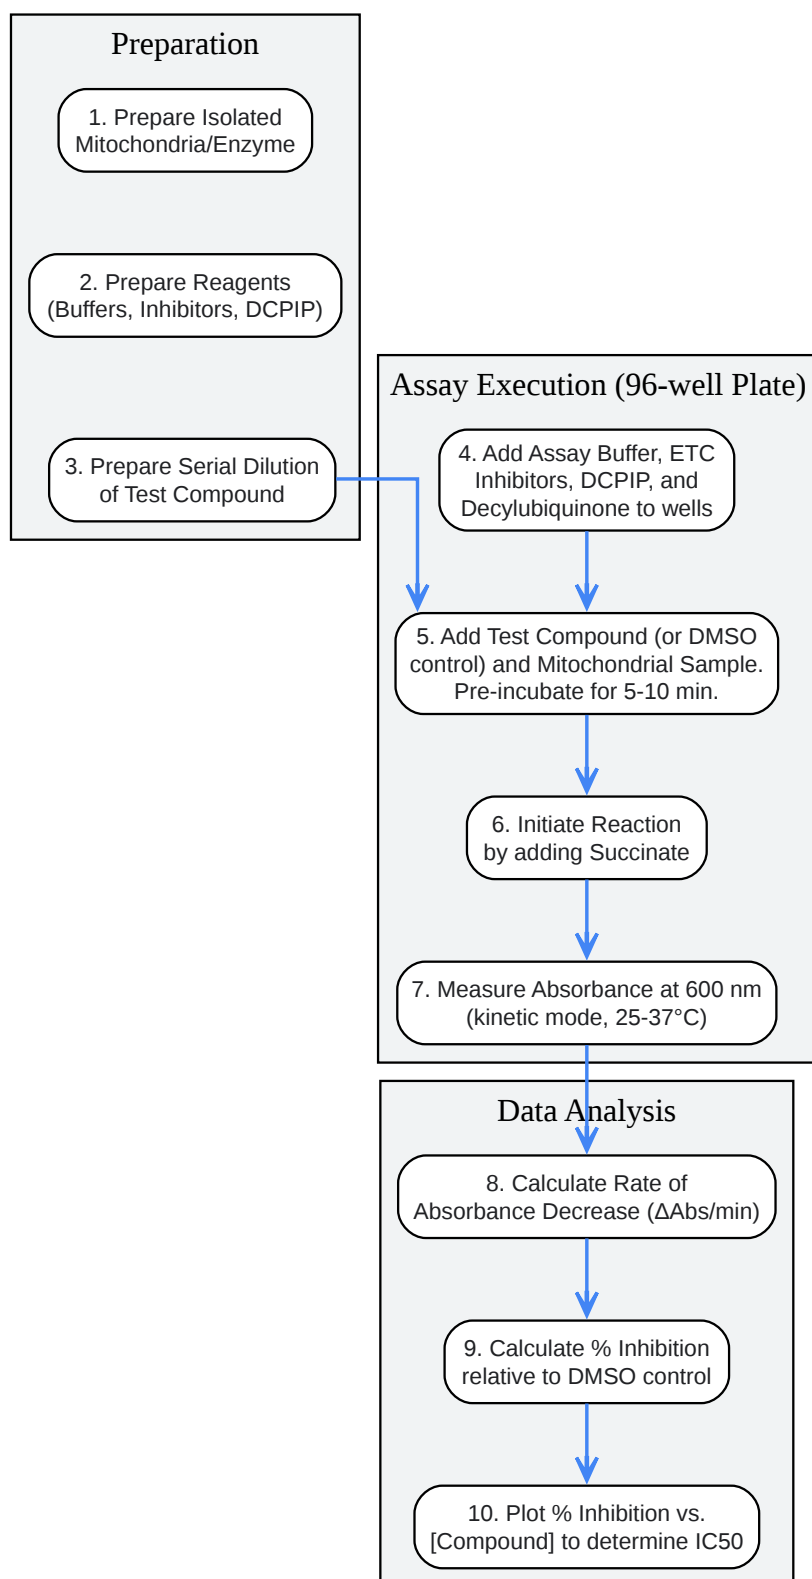 Preparation
1. Prepare Isolated
Mitochondria/Enzyme
2. Prepare Reagents
(Buffers, Inhibitors, DCPIP)
3. Prepare Serial Dilution
of Test Compound
Assay Execution (96-well Plate)
4. Add Assay Buffer, ETC
Inhibitors, DCPIP, and
Decylubiquinone to wells
5. Add Test Compound (or DMSO
control) and Mitochondrial Sample.
Pre-incubate for 5-10 min.
6. Initiate Reaction
by adding Succinate
7. Measure Absorbance at 600 nm
(kinetic mode, 25-37°C)
Data Analysis
8. Calculate Rate of
Absorbance Decrease (ΔAbs/min)
9. Calculate % Inhibition
relative to DMSO control
10. Plot % Inhibition vs.
[Compound] to determine IC50